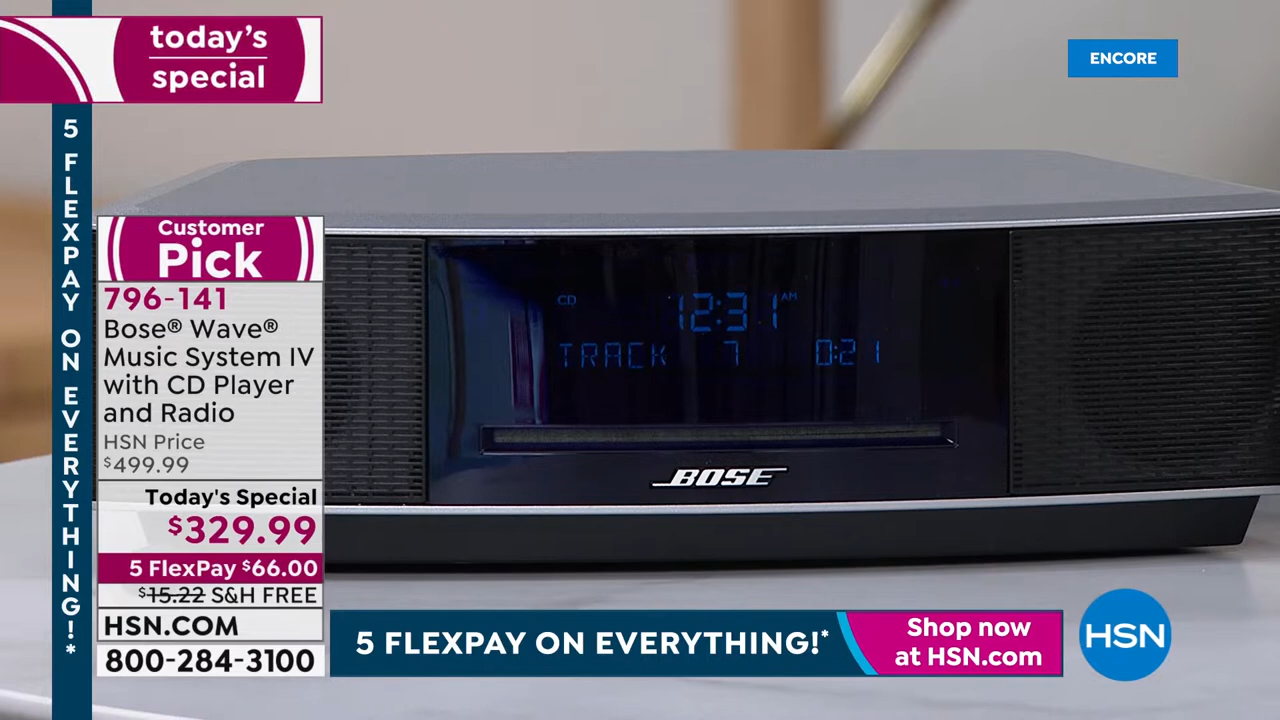 today's
special
ENCORE
5 FLEXPAY ON EVERYTHING!*
Customer
Pick
796-141
Bose® Wave®
Music System IV
with CD Player
and Radio
HSN Price
$499.99
Today's Special
$329.99
5 FlexPay $66.00
$15.22 S&H FREE
HSN.COM
800-284-3100
CD 12:31 AM
TRACK 7 0:21
BOSE
5 FLEXPAY ON EVERYTHING!*
Shop now
at HSN.com
HSN